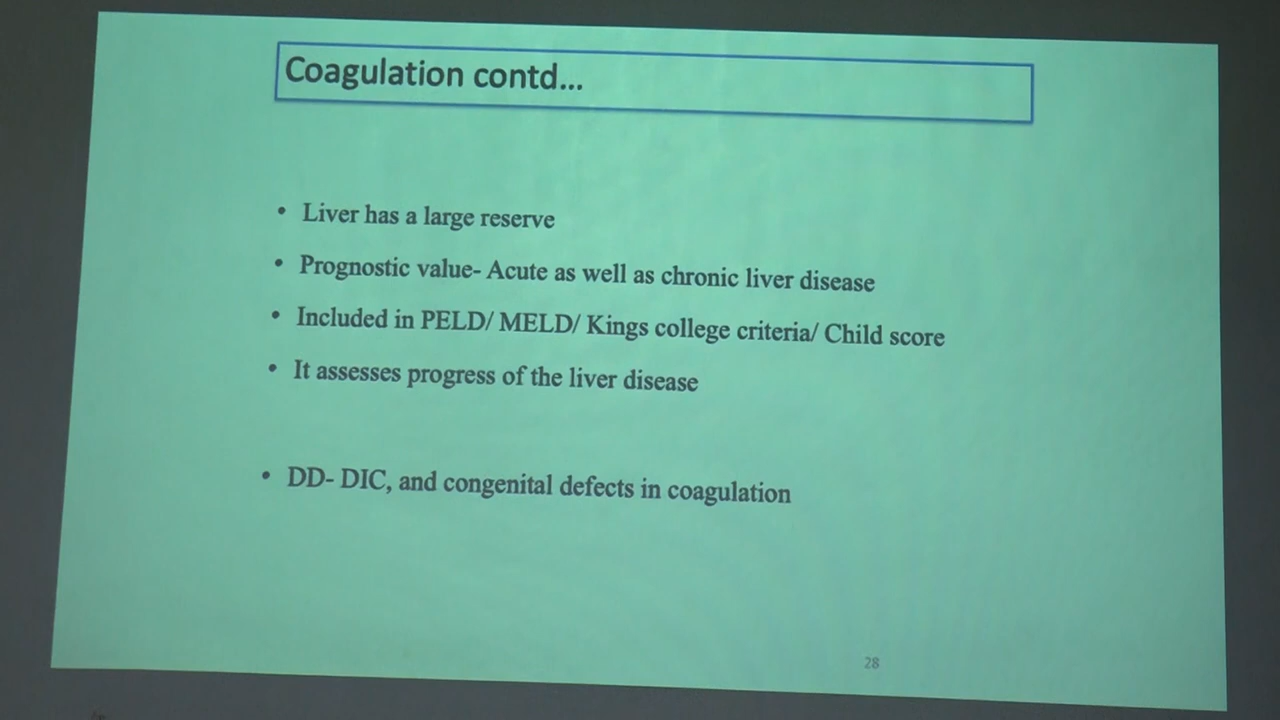 Coagulation contd...
• Liver has a large reserve
• Prognostic value- Acute as well as chronic liver disease
• Included in PELD/ MELD/ Kings college criteria/ Child score
• It assesses progress of the liver disease
• DD- DIC, and congenital defects in coagulation
28